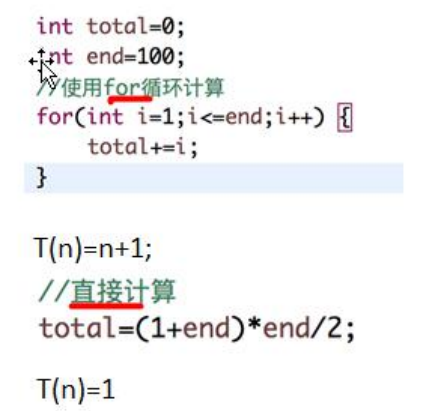 int total=0;
int end=100;
//使用for循环计算
for(int i=1;i<=end;i++) {
total+=i;
}
T(n)=n+1;
//直接计算
total=(1+end)*end/2;
T(n)=1